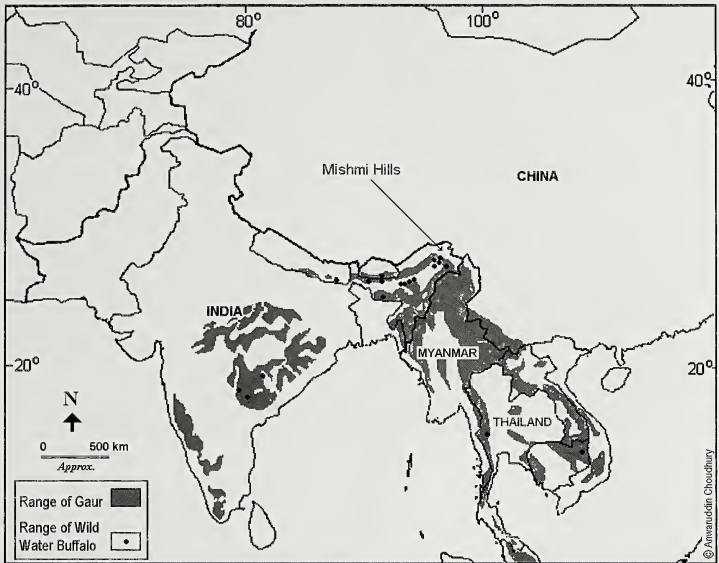 80°
100°
40°
40°
Mishmi Hills
CHINA
INDIA
MYANMAR
20°
20°
THAILAND
N
0 500 km
Approx.
Range of Gaur
Range of Wild
Water Buffalo
© Anwaruddin Choudhury